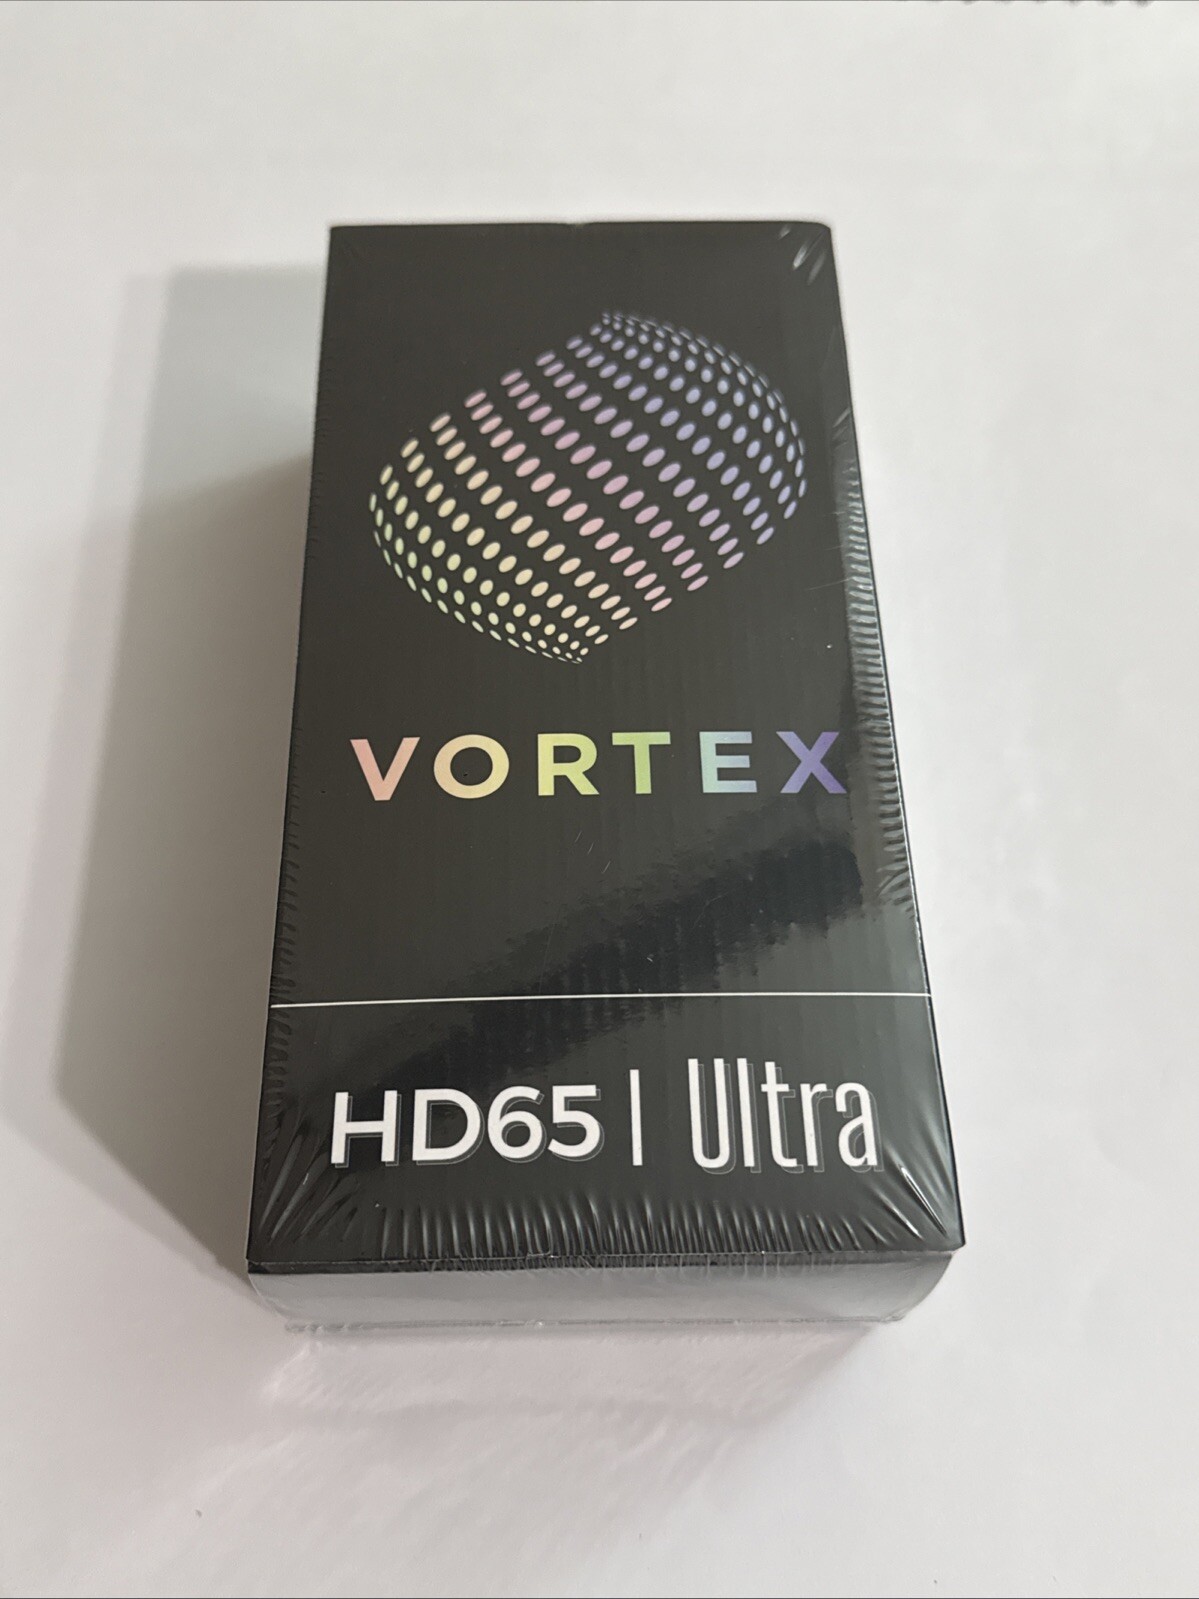 VORTEX
HD65 | Ultra